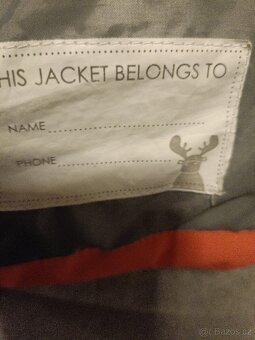 HIS JACKET BELONGS TO
NAME
PHONE
© Bazos.cz